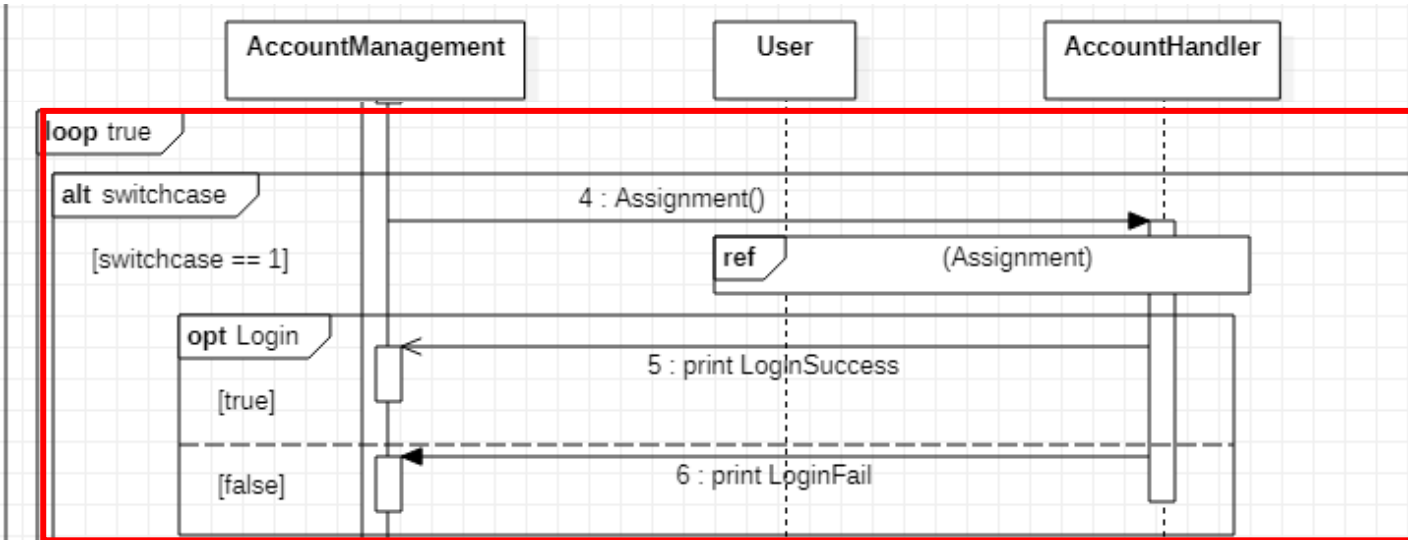 AccountManagement
User
AccountHandler
loop true
alt switchcase
4 : Assignment()
[switchcase == 1]
ref
(Assignment)
opt Login
5 : print LoginSuccess
[true]
6 : print LoginFail
[false]